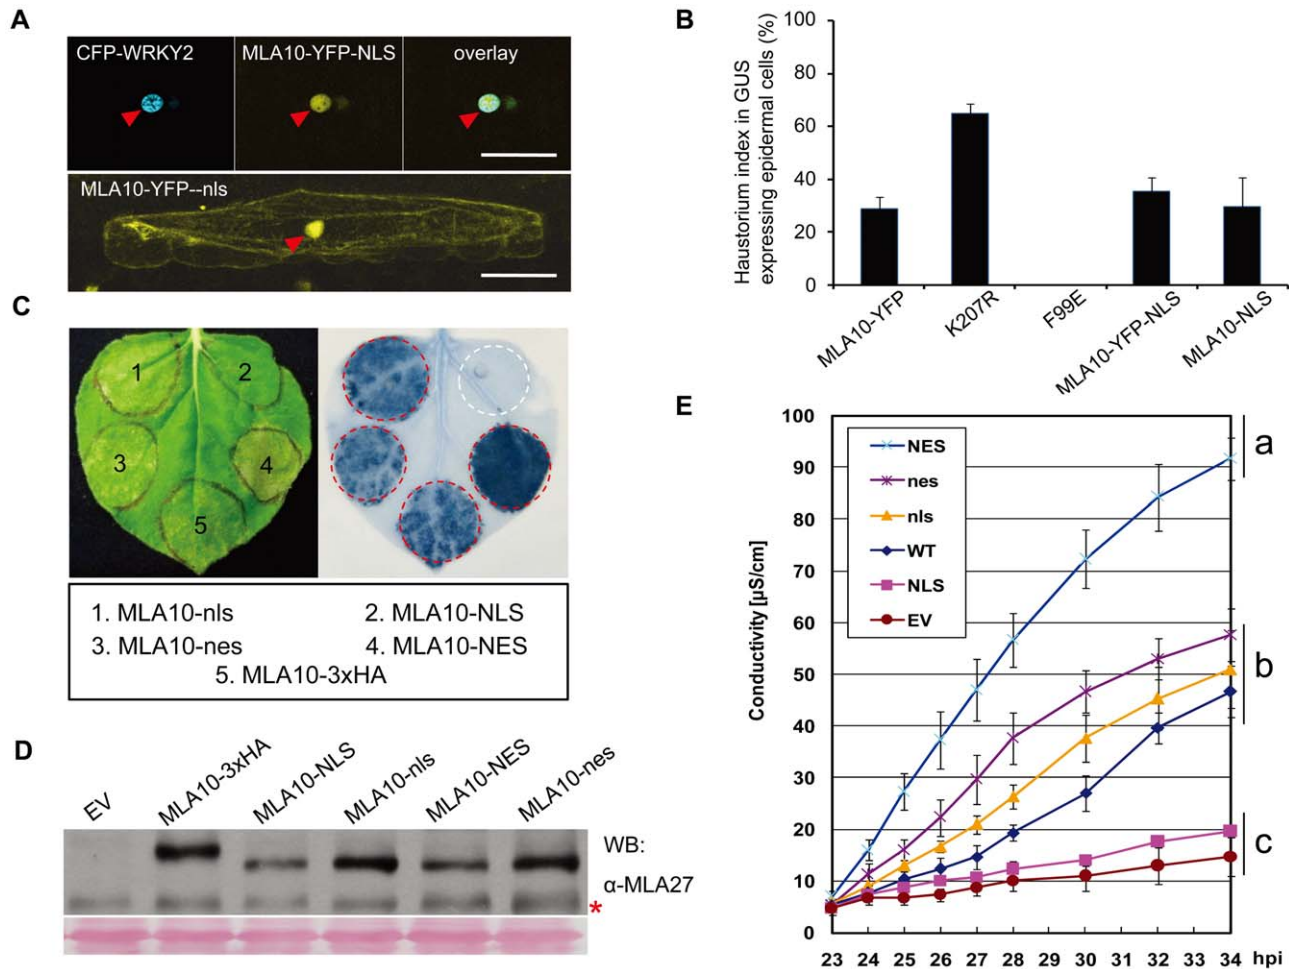 A
CFP-WRKY2
MLA10-YFP-NLS
overlay
MLA10-YFP--nls
B
Haustorium index in GUS
expressing epidermal cells (%)
100
80
60
40
20
0
MLA10-YFP
K207R
F99E
MLA10-YFP-NLS
MLA10-NLS
C
1
2
3
4
5
1. MLA10-nls
2. MLA10-NLS
3. MLA10-nes
4. MLA10-NES
5. MLA10-3xHA
D
EV
MLA10-3xHA
MLA10-NLS
MLA10-nls
MLA10-NES
MLA10-nes
WB:
α-MLA27
*
E
Conductivity [µS/cm]
100
90
80
70
60
50
40
30
20
10
0
NES
nes
nls
WT
NLS
EV
a
b
c
23 24 25 26 27 28 29 30 31 32 33 34 hpi